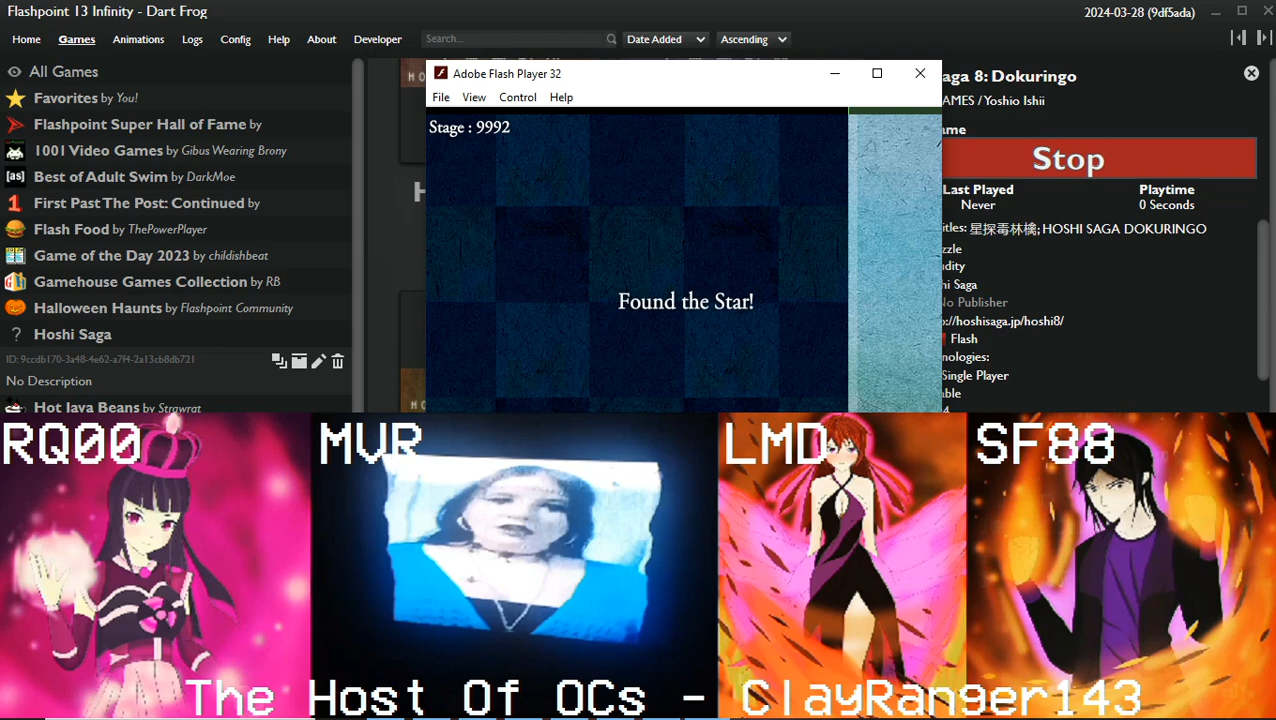 Flashpoint 13 Infinity - Dart Frog
2024-03-28 (9df5ada)
Home Games Animations Logs Config Help About Developer Search... Date Added Ascending
All Games
Favorites by You!
Flashpoint Super Hall of Fame by
1001 Video Games by Gibus Wearing Brony
Best of Adult Swim by DarkMoe
First Past The Post: Continued by
Flash Food by ThePowerPlayer
Game of the Day 2023 by childishbeat
Gamehouse Games Collection by RB
Halloween Haunts by Flashpoint Community
Hoshi Saga
ID: 9ccdb170-3a48-4e62-a7f4-2a13cb8db721
No Description
Hot Java Beans by Strawrat
Adobe Flash Player 32
File View Control Help
Stage : 9992
Found the Star!
aga 8: Dokuringo
AMES / Yoshio Ishii
ame
Stop
Last Played Playtime
Never 0 Seconds
itles: 星探毒林檎; HOSHI SAGA DOKURINGO
zzle
udity
hi Saga
No Publisher
p://hoshisaga.jp/hoshi8/
Flash
nologies:
Single Player
able
RQ00 MVR LMD SF88
The Host Of OCs - ClayRanger143